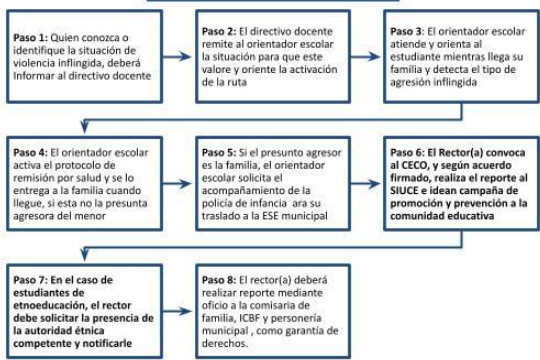 Paso 1: Quien conozca o
identifique la situación de
violencia inflingida, deberá
Informar al directivo docente
Paso 2: El directivo docente
remite al orientador escolar
la situación para que este
valore y oriente la activación
de la ruta
Paso 3: El orientador escolar
atiende y orienta al
estudiante mientras llega su
familia y detecta el tipo de
agresión inflingida
Paso 4: El orientador escolar
activa el protocolo de
remisión por salud y se lo
entrega a la familia cuando
llegue, si esta no la presunta
agresora del menor
Paso 5: Si el presunto agresor
es la familia, el orientador
escolar solicita el
acompañamiento de la
policía de infancia ara su
traslado a la ESE municipal
Paso 6: El Rector(a) convoca
al CECO, y según acuerdo
firmado, realiza el reporte al
SIUCE e idean campaña de
promoción y prevención a la
comunidad educativa
Paso 7: En el caso de
estudiantes de
etnoeducación, el rector
debe solicitar la presencia de
la autoridad étnica
competente y notificarle
Paso 8: El rector(a) deberá
realizar reporte mediante
oficio a la comisaria de
familia, ICBF y personería
municipal , como garantía de
derechos.